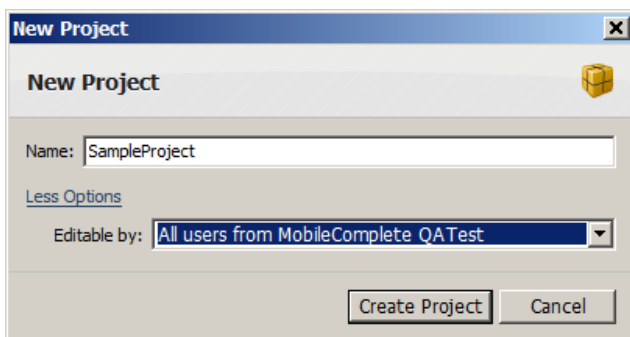 New Project
New Project
Name: SampleProject
Less Options
Editable by: All users from MobileComplete QATest
Create Project Cancel